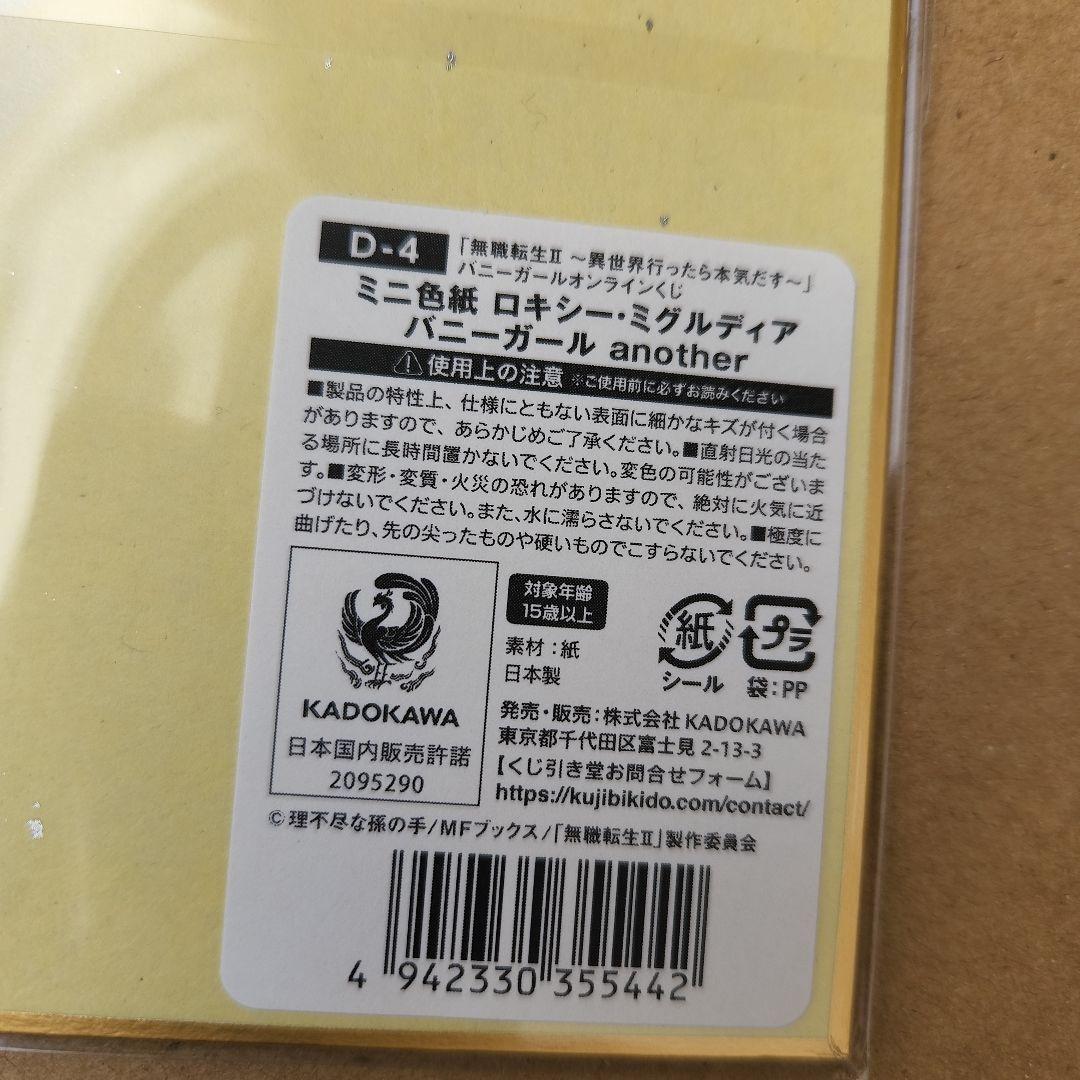 D-4
「無職転生Ⅱ ～異世界行ったら本気だす～」
バニーガールオンラインくじ
ミニ色紙 ロキシー・ミグルディア
バニーガール another
使用上の注意 ※ご使用前に必ずお読みください
■製品の特性上、仕様にともない表面に細かなキズが付く場合
がありますので、あらかじめご了承ください。■直射日光の当た
る場所に長時間置かないでください。変色の可能性がございま
す。■変形・変質・火災の恐れがありますので、絶対に火気に近
づけないでください。また、水に濡らさないでください。■極度に
曲げたり、先の尖ったものや硬いものでこすらないでください。
KADOKAWA
日本国内販売許諾
2095290
対象年齢
15歳以上
素材：紙
日本製
紙
シール
プラ
袋：PP
発売・販売：株式会社 KADOKAWA
東京都千代田区富士見 2-13-3
【くじ引き堂お問合せフォーム】
https://kujibikido.com/contact/
©理不尽な孫の手/MFブックス/「無職転生Ⅱ」製作委員会
4 942330 355442